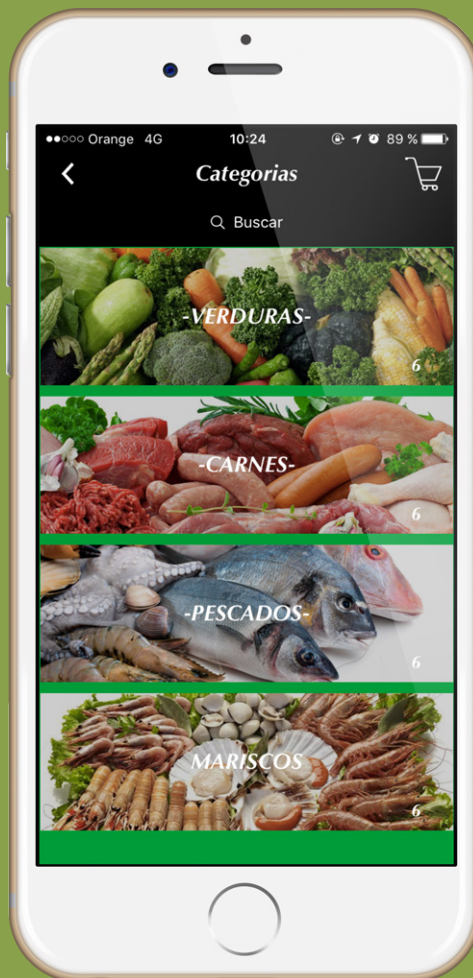 Orange 4G 10:24 89 %
Categorias
Buscar
-VERDURAS-
6
-CARNES-
6
-PESCADOS-
6
MARISCOS
6